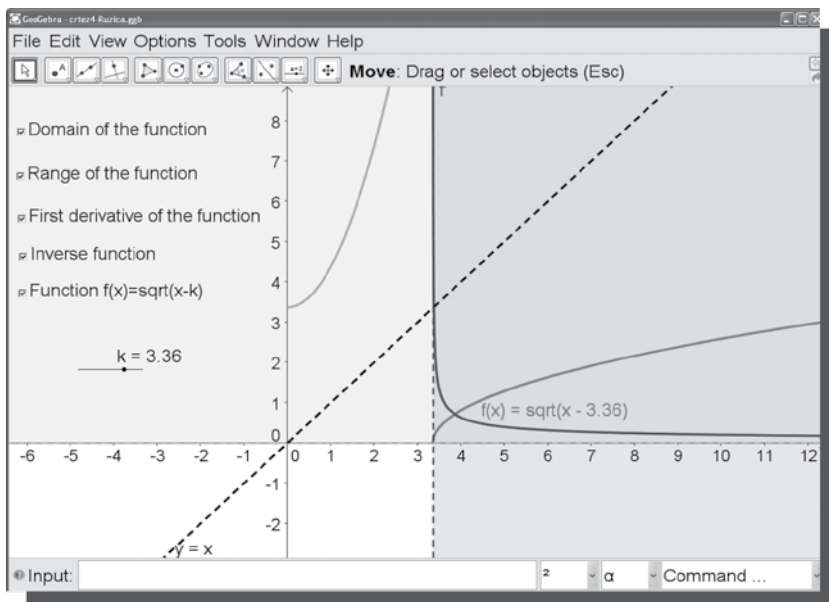 GeoGebra - crtez4-Ruzica.ggb
File Edit View Options Tools Window Help
Move: Drag or select objects (Esc)
Domain of the function
Range of the function
First derivative of the function
Inverse function
Function f(x)=sqrt(x-k)
k = 3.36
8
7
6
5
4
3
2
1
0
-1
-2
-6 -5 -4 -3 -2 -1 0 1 2 3 4 5 6 7 8 9 10 11 12
f(x) = sqrt(x - 3.36)
y = x
Input: ² α Command ...